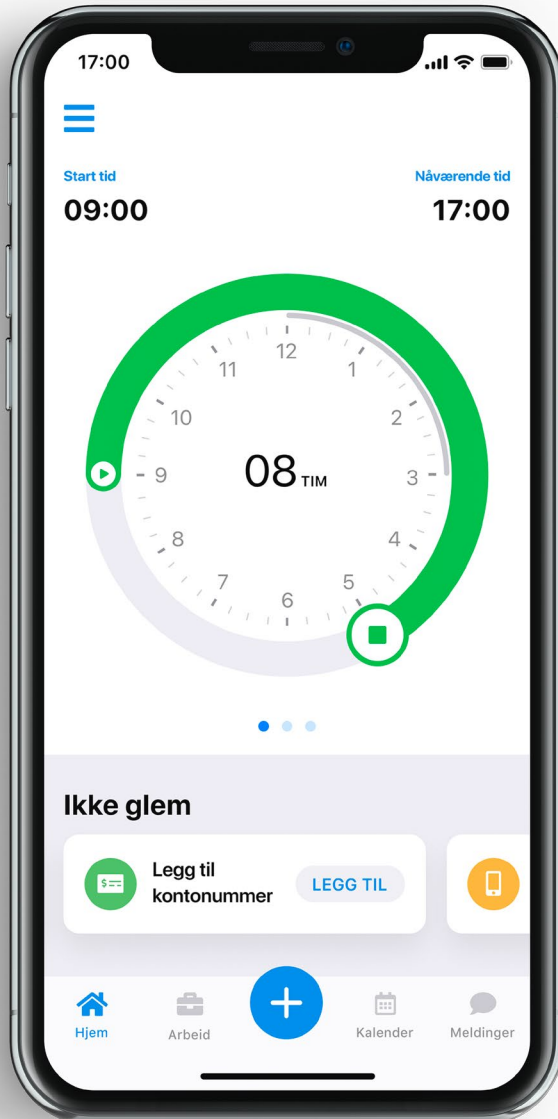 17:00
Start tid
Nåværende tid
09:00
17:00
12
11
1
10
2
9
08 TIM
3
8
4
7
5
6
Ikke glem
Legg til
kontonummer
LEGG TIL
Hjem
Arbeid
Kalender
Meldinger